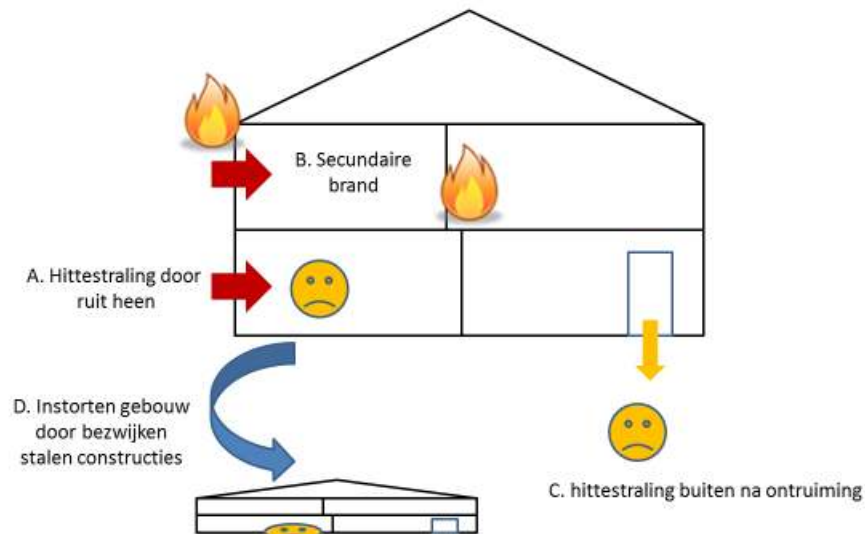 B. Secundaire
brand
A. Hittestraling door
ruit heen
D. Instorten gebouw
door bezwijken
stalen constructies
C. hittestraling buiten na ontruiming